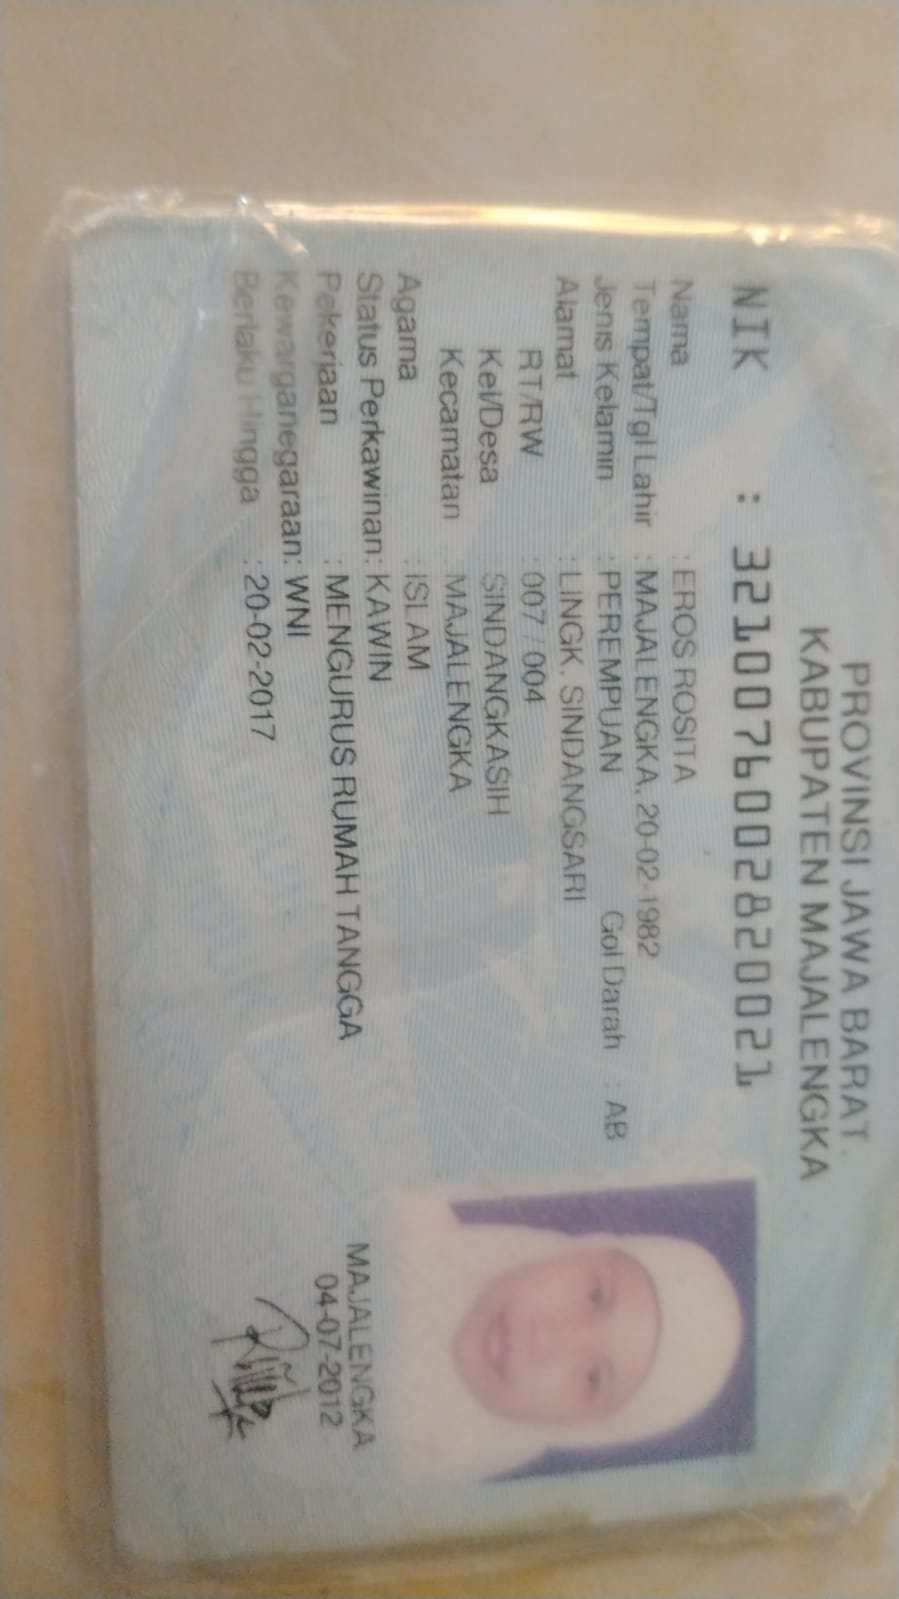 PROVINSI JAWA BARAT
KABUPATEN MAJALENGKA
NIK : 3210076002820021
Nama : EROS ROSITA
Tempat/Tgl Lahir : MAJALENGKA, 20-02-1982
Jenis Kelamin : PEREMPUAN Gol Darah : AB
Alamat : LINGK. SINDANGSARI
RT/RW : 007 / 004
Kel/Desa : SINDANGKASIH
Kecamatan : MAJALENGKA
Agama : ISLAM
Status Perkawinan: KAWIN
Pekerjaan : MENGURUS RUMAH TANGGA
Kewarganegaraan: WNI
Berlaku Hingga : 20-02-2017
MAJALENGKA
04-07-2012